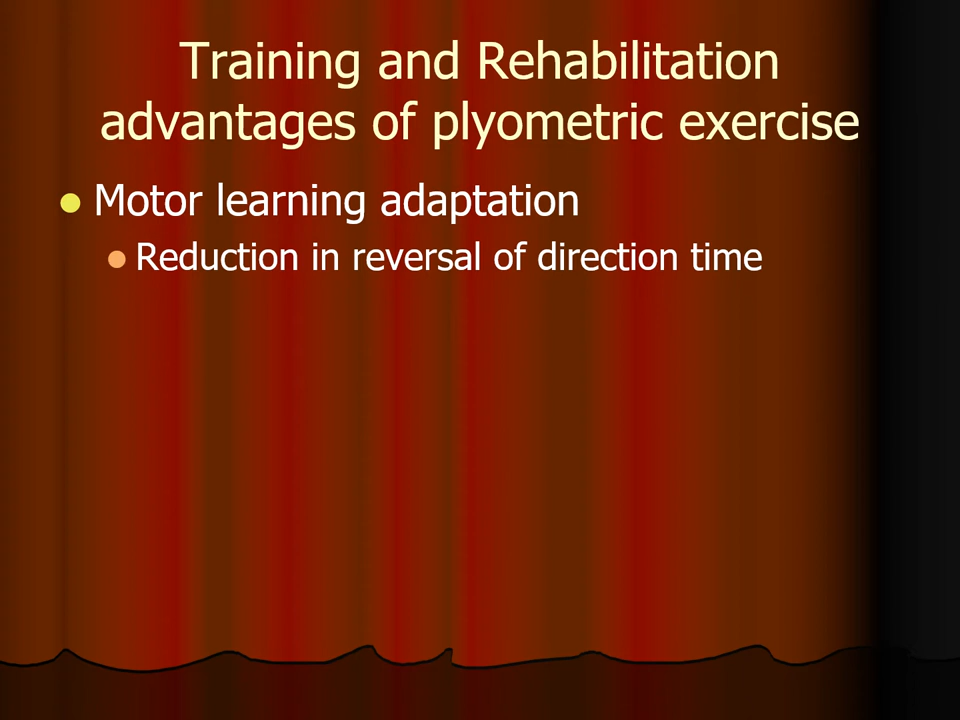 Training and Rehabilitation
advantages of plyometric exercise
Motor learning adaptation
Reduction in reversal of direction time